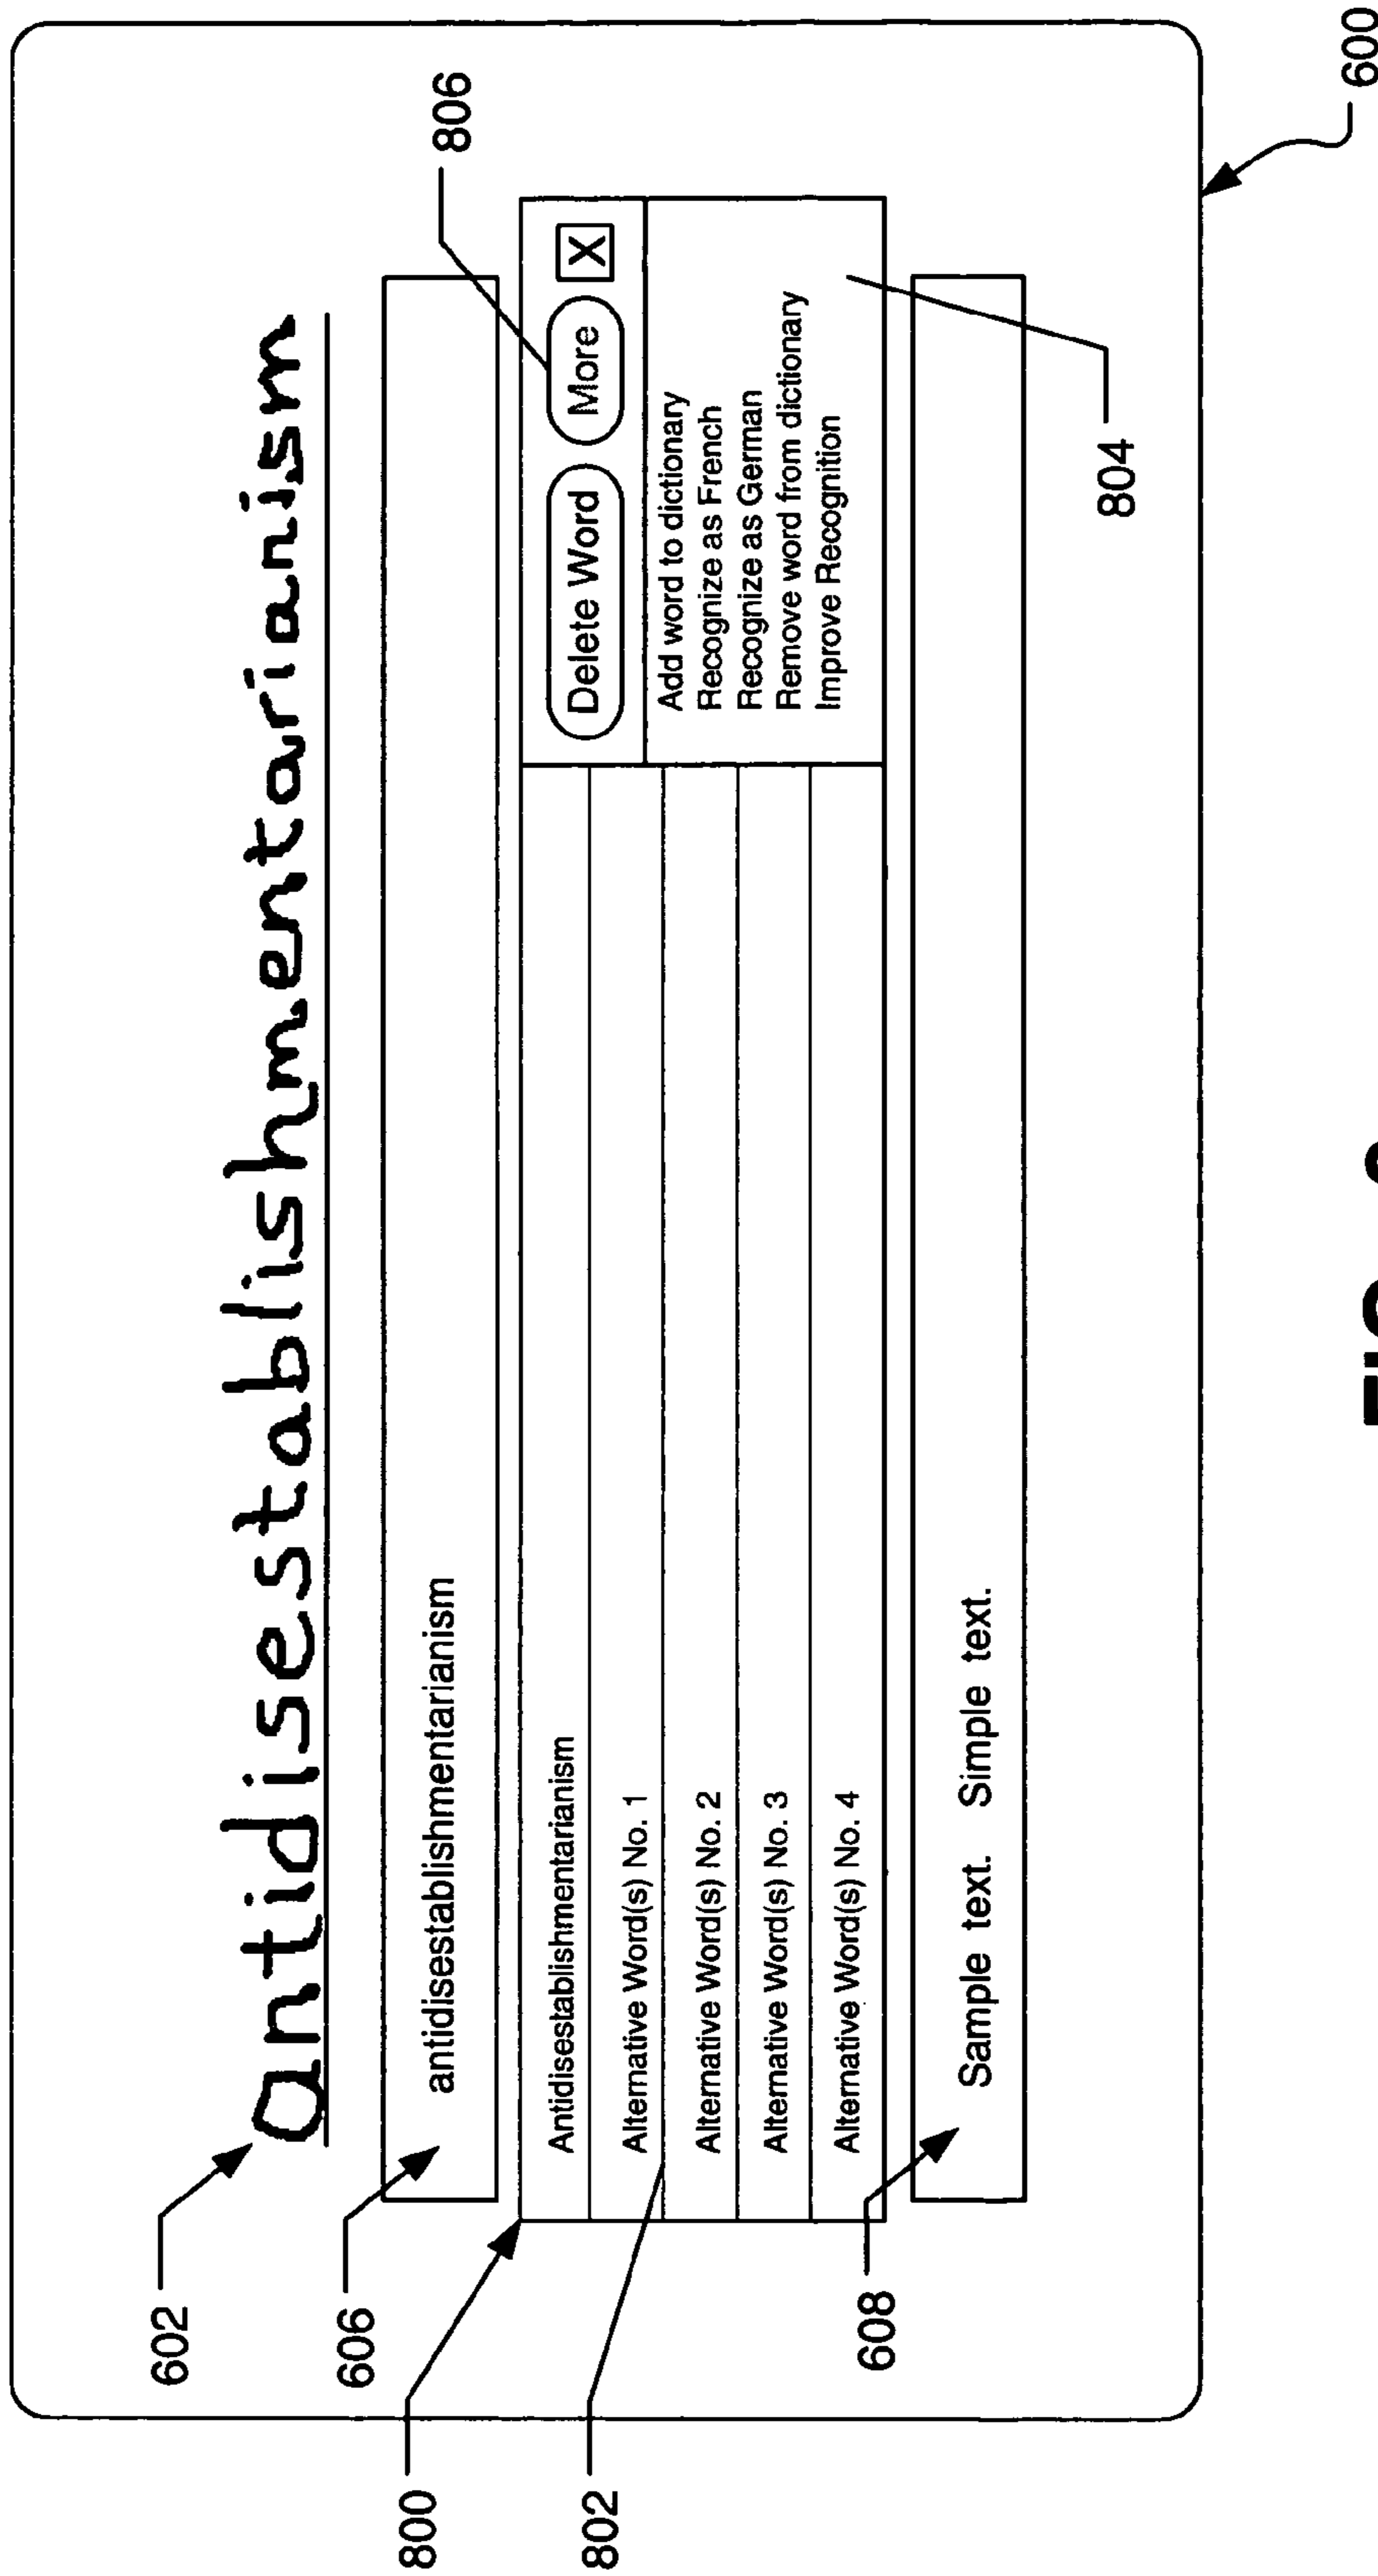 602
antidisestablishmentarianism
606
antidisestablishmentarianism
806
800
Antidisestablishmentarianism
Delete Word More X
802
Alternative Word(s) No. 1
Alternative Word(s) No. 2
Alternative Word(s) No. 3
Alternative Word(s) No. 4
Add word to dictionary
Recognize as French
Recognize as German
Remove word from dictionary
Improve Recognition
608
Sample text. Simple text.
804
600